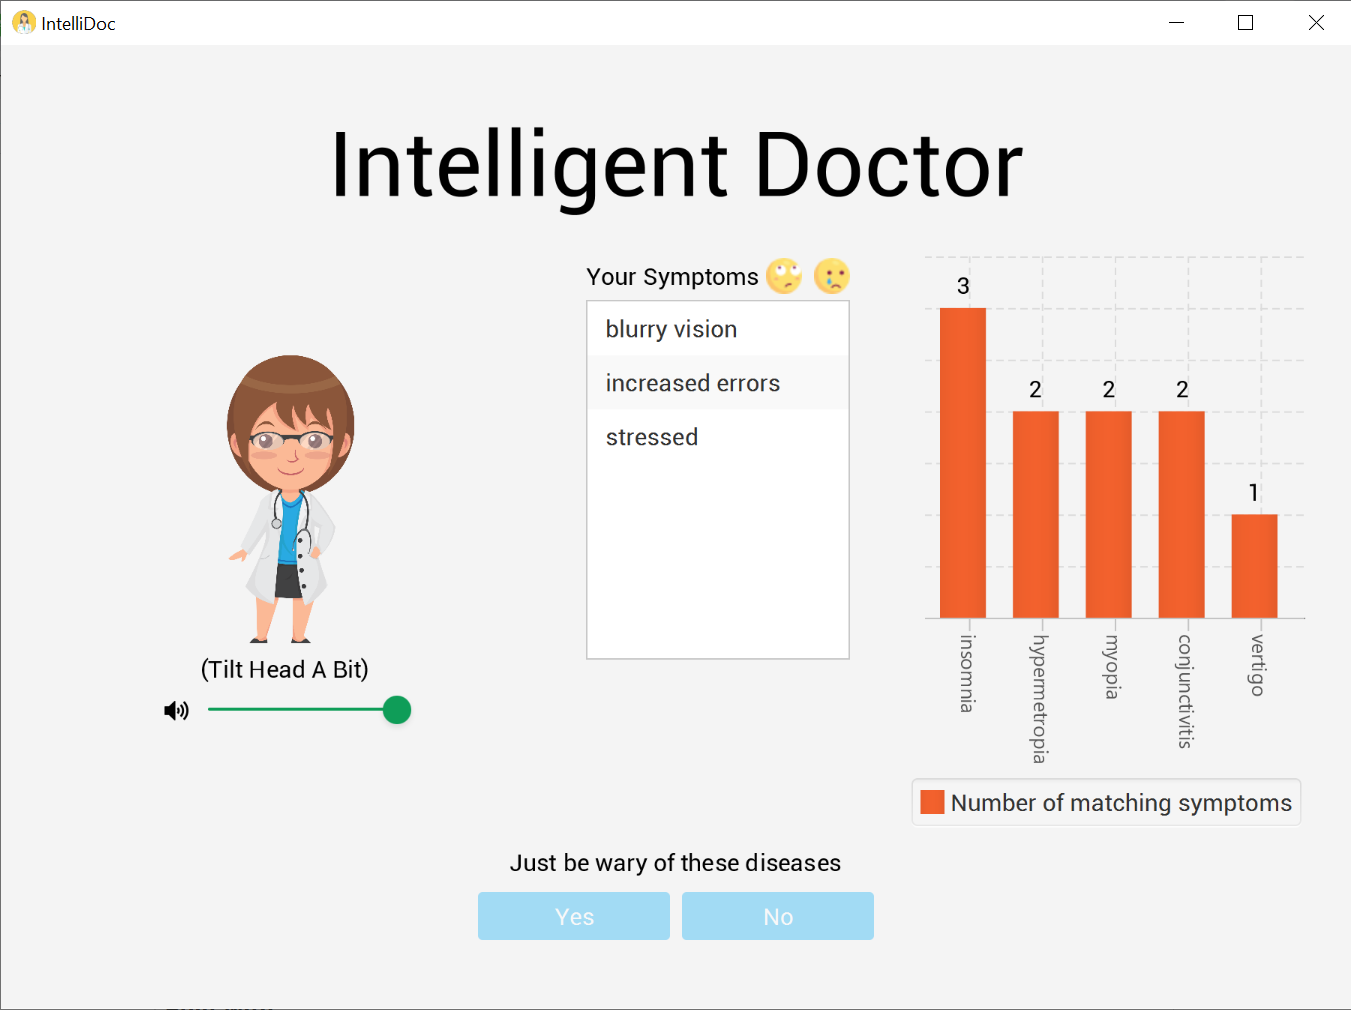 IntelliDoc
Intelligent Doctor
Your Symptoms
blurry vision
increased errors
stressed
(Tilt Head A Bit)
3
2
2
2
1
insomnia
hypermetropia
myopia
conjunctivitis
vertigo
Number of matching symptoms
Just be wary of these diseases
Yes
No